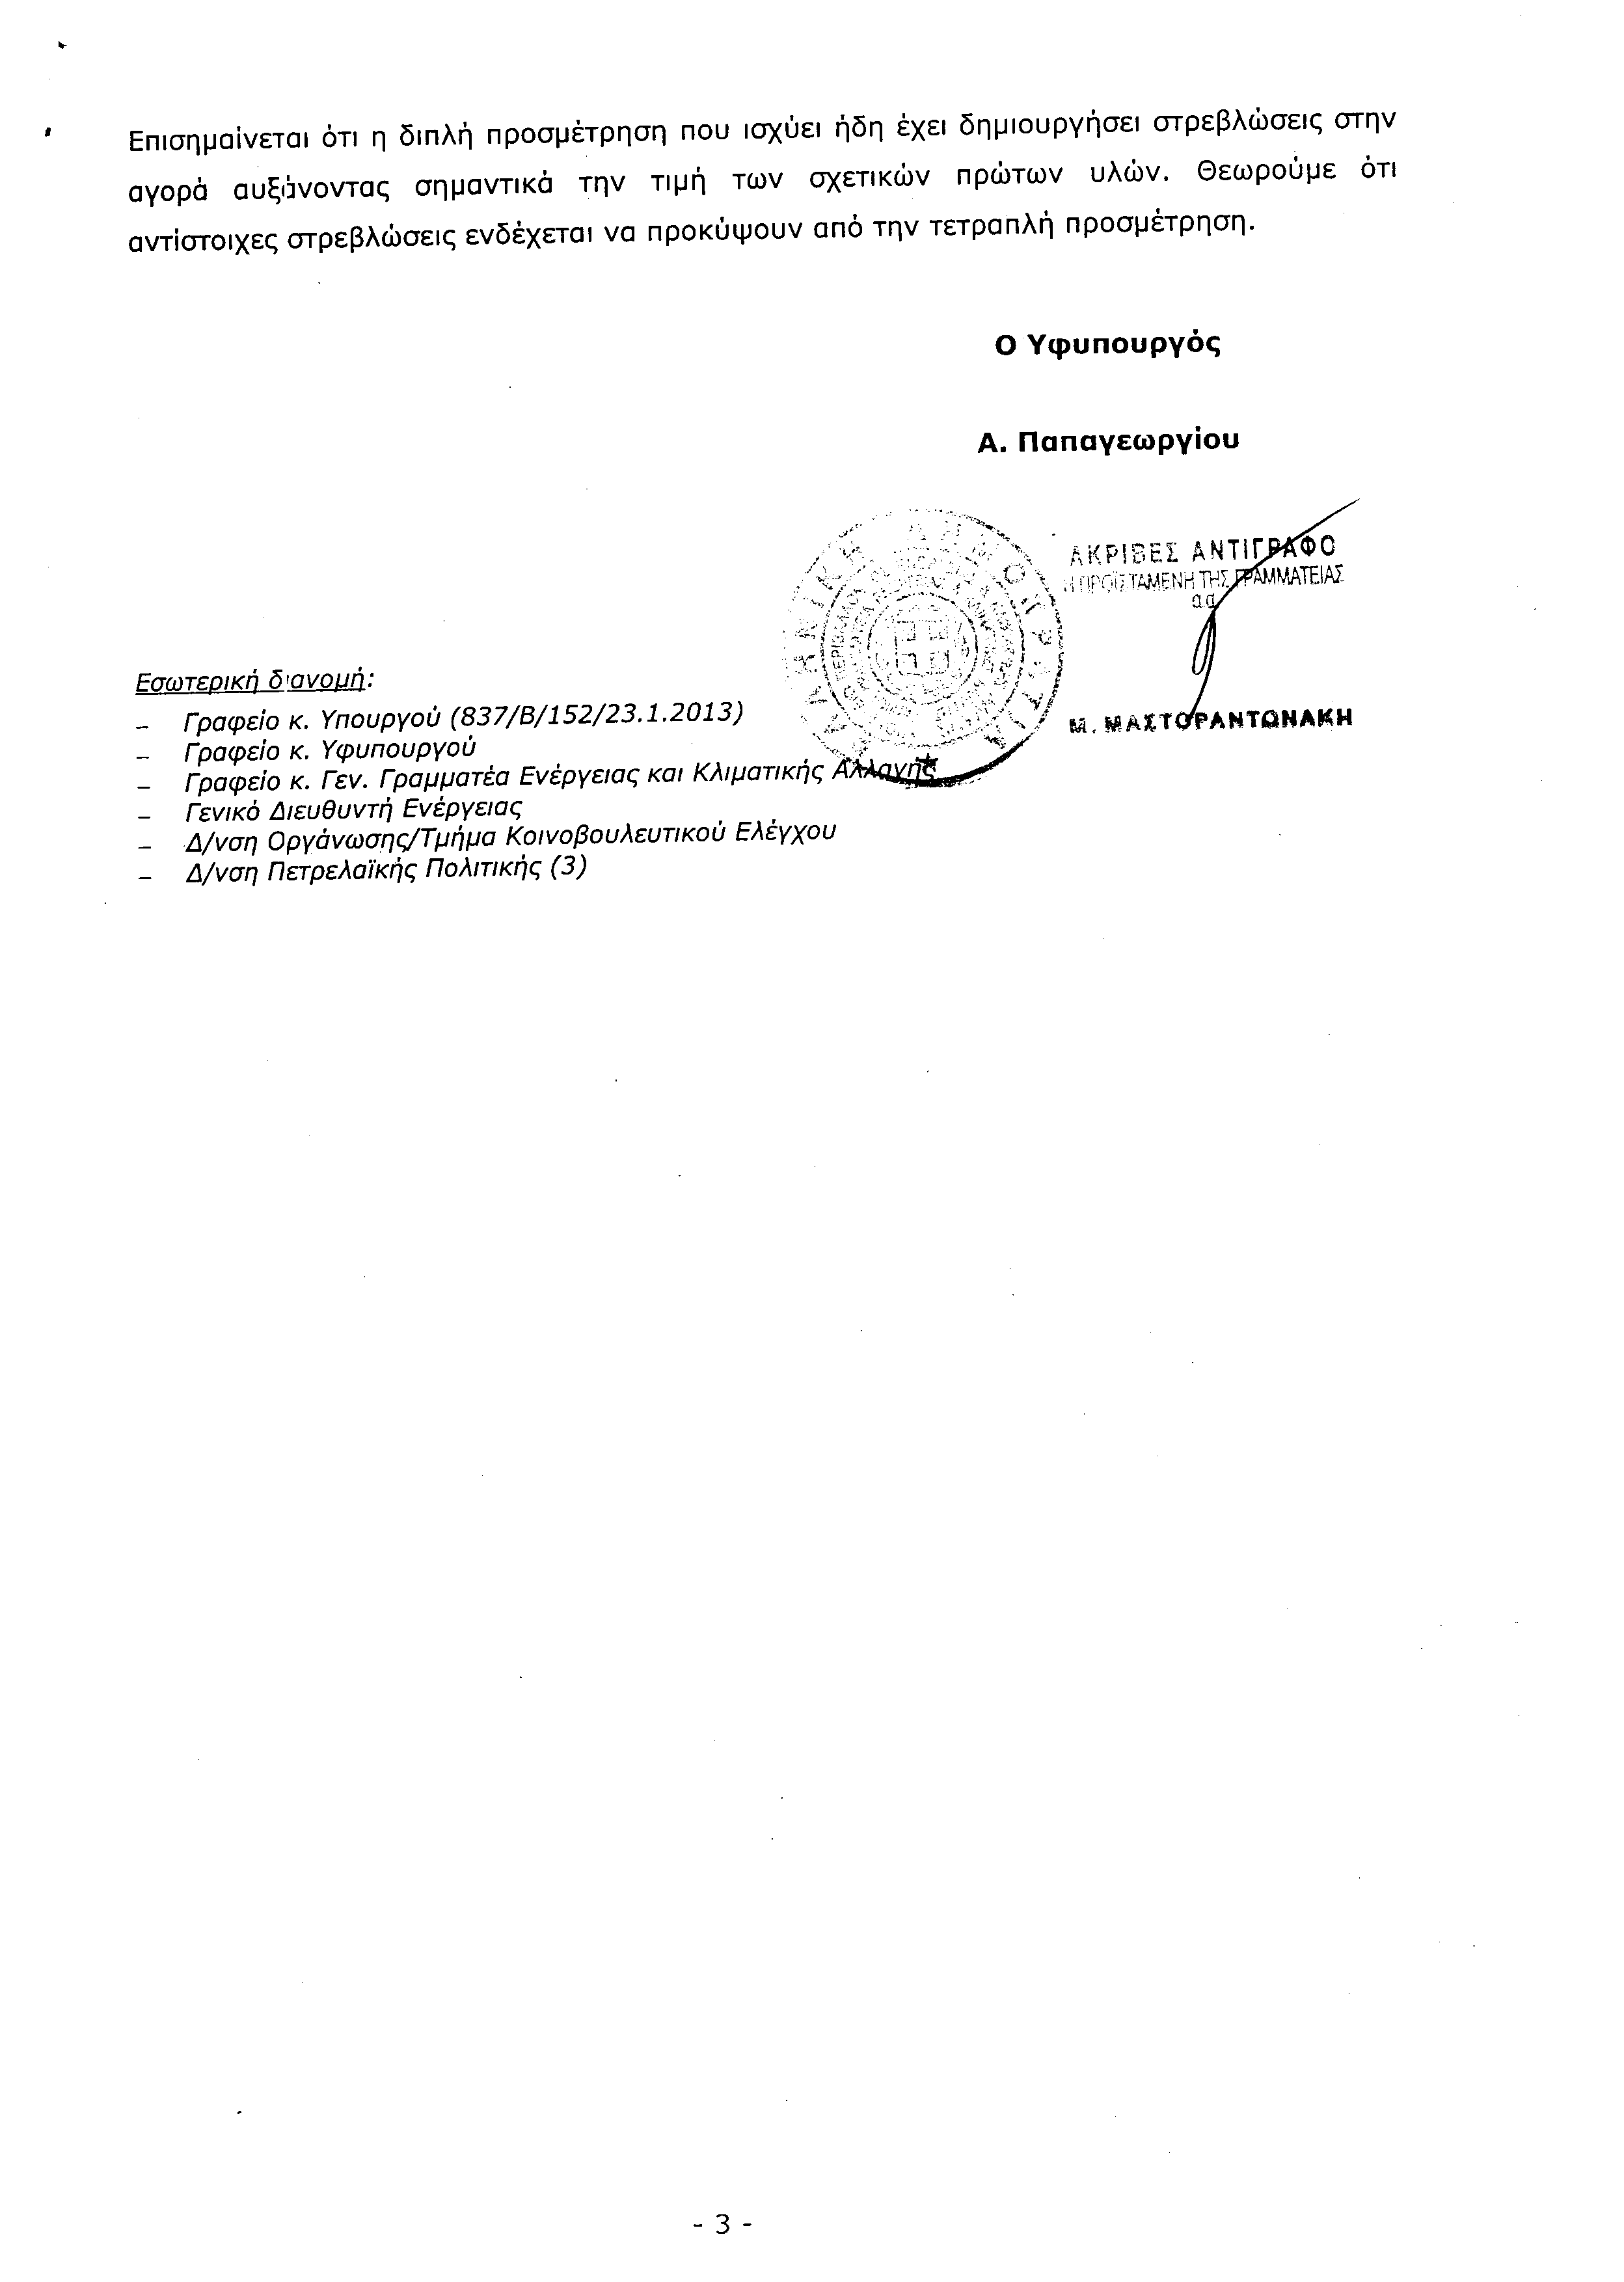 Επισημαίνεται ότι η διπλή προσμέτρηση που ισχύει ήδη έχει δημιουργήσει στρεβλώσεις στην
αγορά αυξάνοντας σημαντικά την τιμή των σχετικών πρώτων υλών. Θεωρούμε ότι
αντίστοιχες στρεβλώσεις ενδέχεται να προκύψουν από την τετραπλή προσμέτρηση.
Ο Υφυπουργός
Α. Παπαγεωργίου
ΕΛΛΗΝΙΚΗ ΔΗΜΟΚΡΑΤΙΑ
ΑΚΡΙΒΕΣ ΑΝΤΙΓΡΑΦΟ
Η ΠΡΟΪΣΤΑΜΕΝΗ ΤΗΣ ΓΡΑΜΜΑΤΕΙΑΣ
α.α
Μ. ΜΑΣΤΟΡΑΝΤΩΝΑΚΗ
Εσωτερική διανομή:
– Γραφείο κ. Υπουργού (837/Β/152/23.1.2013)
– Γραφείο κ. Υφυπουργού
– Γραφείο κ. Γεν. Γραμματέα Ενέργειας και Κλιματικής Αλλαγής
– Γενικό Διευθυντή Ενέργειας
– Δ/νση Οργάνωσης/Τμήμα Κοινοβουλευτικού Ελέγχου
– Δ/νση Πετρελαϊκής Πολιτικής (3)
- 3 -